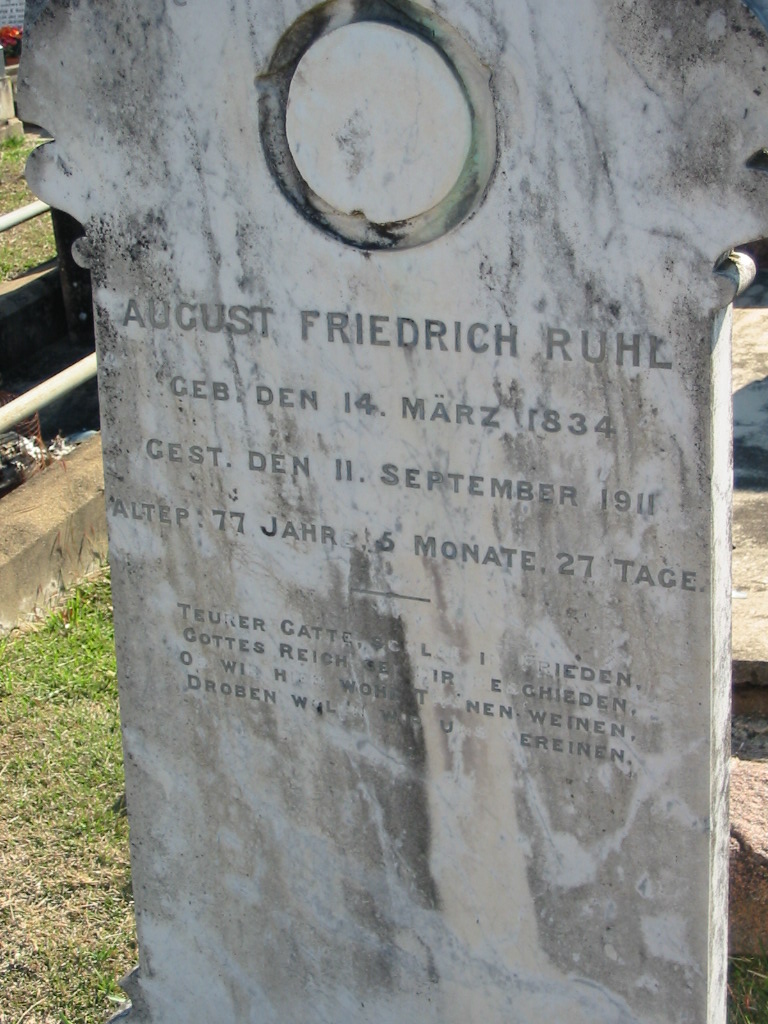 AUGUST FRIEDRICH RUHL
GEB. DEN 14. MÄRZ 1834
GEST. DEN 11. SEPTEMBER 1911
ALTER: 77 JAHR 5 MONATE, 27 TAGE.
TEURER GATTE, FRIEDEN,
GOTTES REICH
WEINEN,
DROBEN